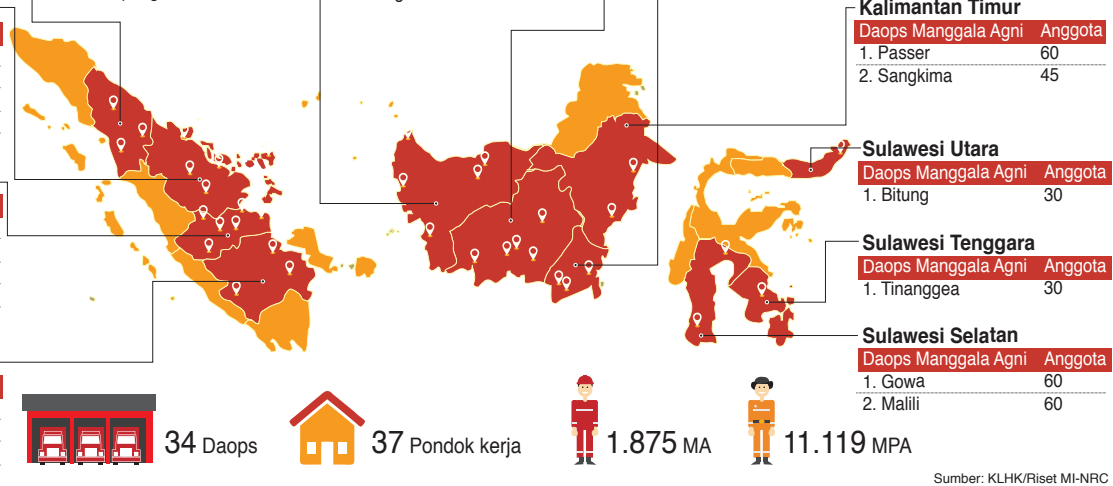 Kalimantan Timur
Daops Manggala Agni Anggota
1. Passer 60
2. Sangkima 45
Sulawesi Utara
Daops Manggala Agni Anggota
1. Bitung 30
Sulawesi Tenggara
Daops Manggala Agni Anggota
1. Tinanggea 30
Sulawesi Selatan
Daops Manggala Agni Anggota
1. Gowa 60
2. Malili 60
34 Daops
37 Pondok kerja
1.875 MA
11.119 MPA
Sumber: KLHK/Riset MI-NRC